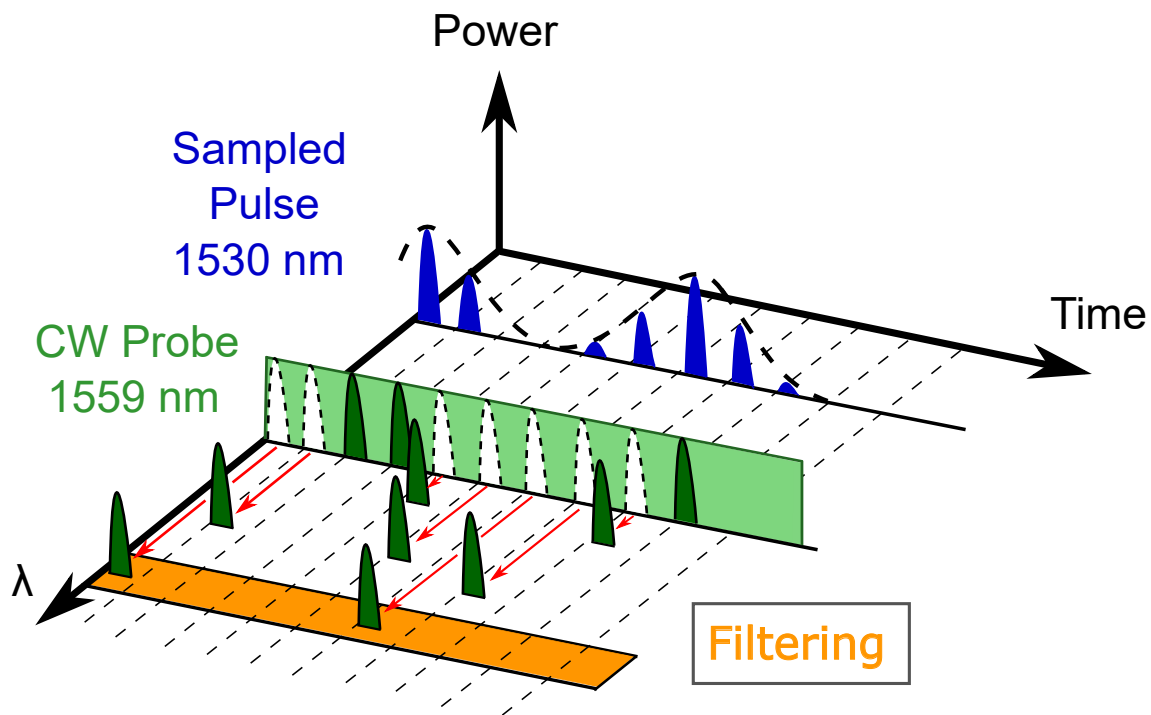 Power
Sampled
Pulse
1530 nm
Time
CW Probe
1559 nm
λ
Filtering